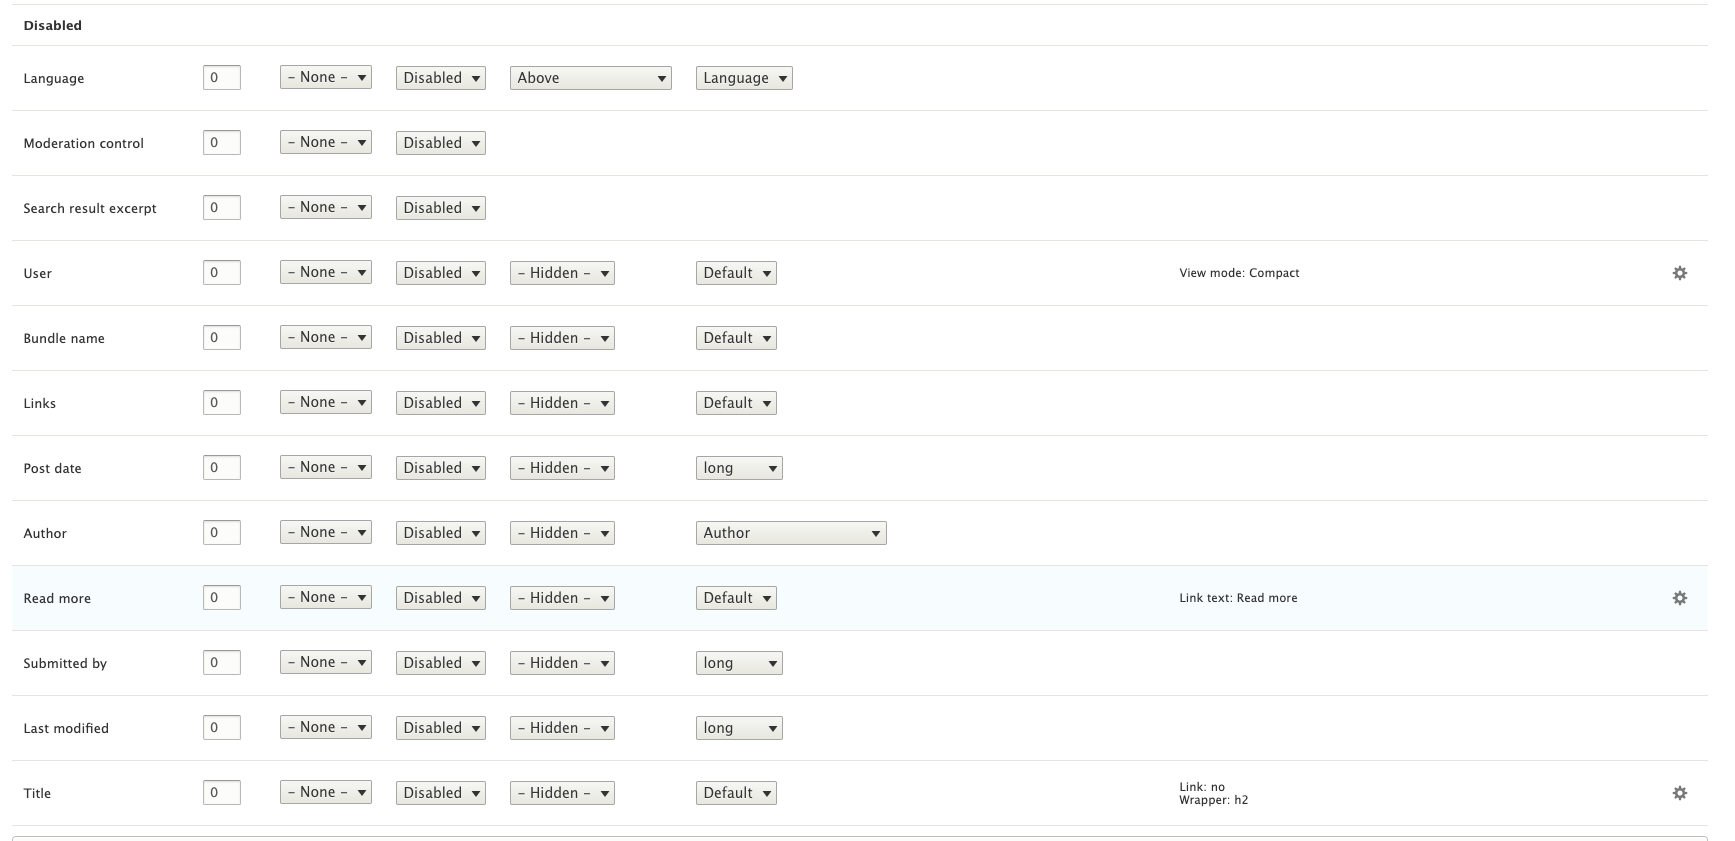 Disabled
Language 0 - None - Disabled Above Language
Moderation control 0 - None - Disabled
Search result excerpt 0 - None - Disabled
User 0 - None - Disabled - Hidden - Default View mode: Compact
Bundle name 0 - None - Disabled - Hidden - Default
Links 0 - None - Disabled - Hidden - Default
Post date 0 - None - Disabled - Hidden - long
Author 0 - None - Disabled - Hidden - Author
Read more 0 - None - Disabled - Hidden - Default Link text: Read more
Submitted by 0 - None - Disabled - Hidden - long
Last modified 0 - None - Disabled - Hidden - long
Title 0 - None - Disabled - Hidden - Default Link: no
Wrapper: h2